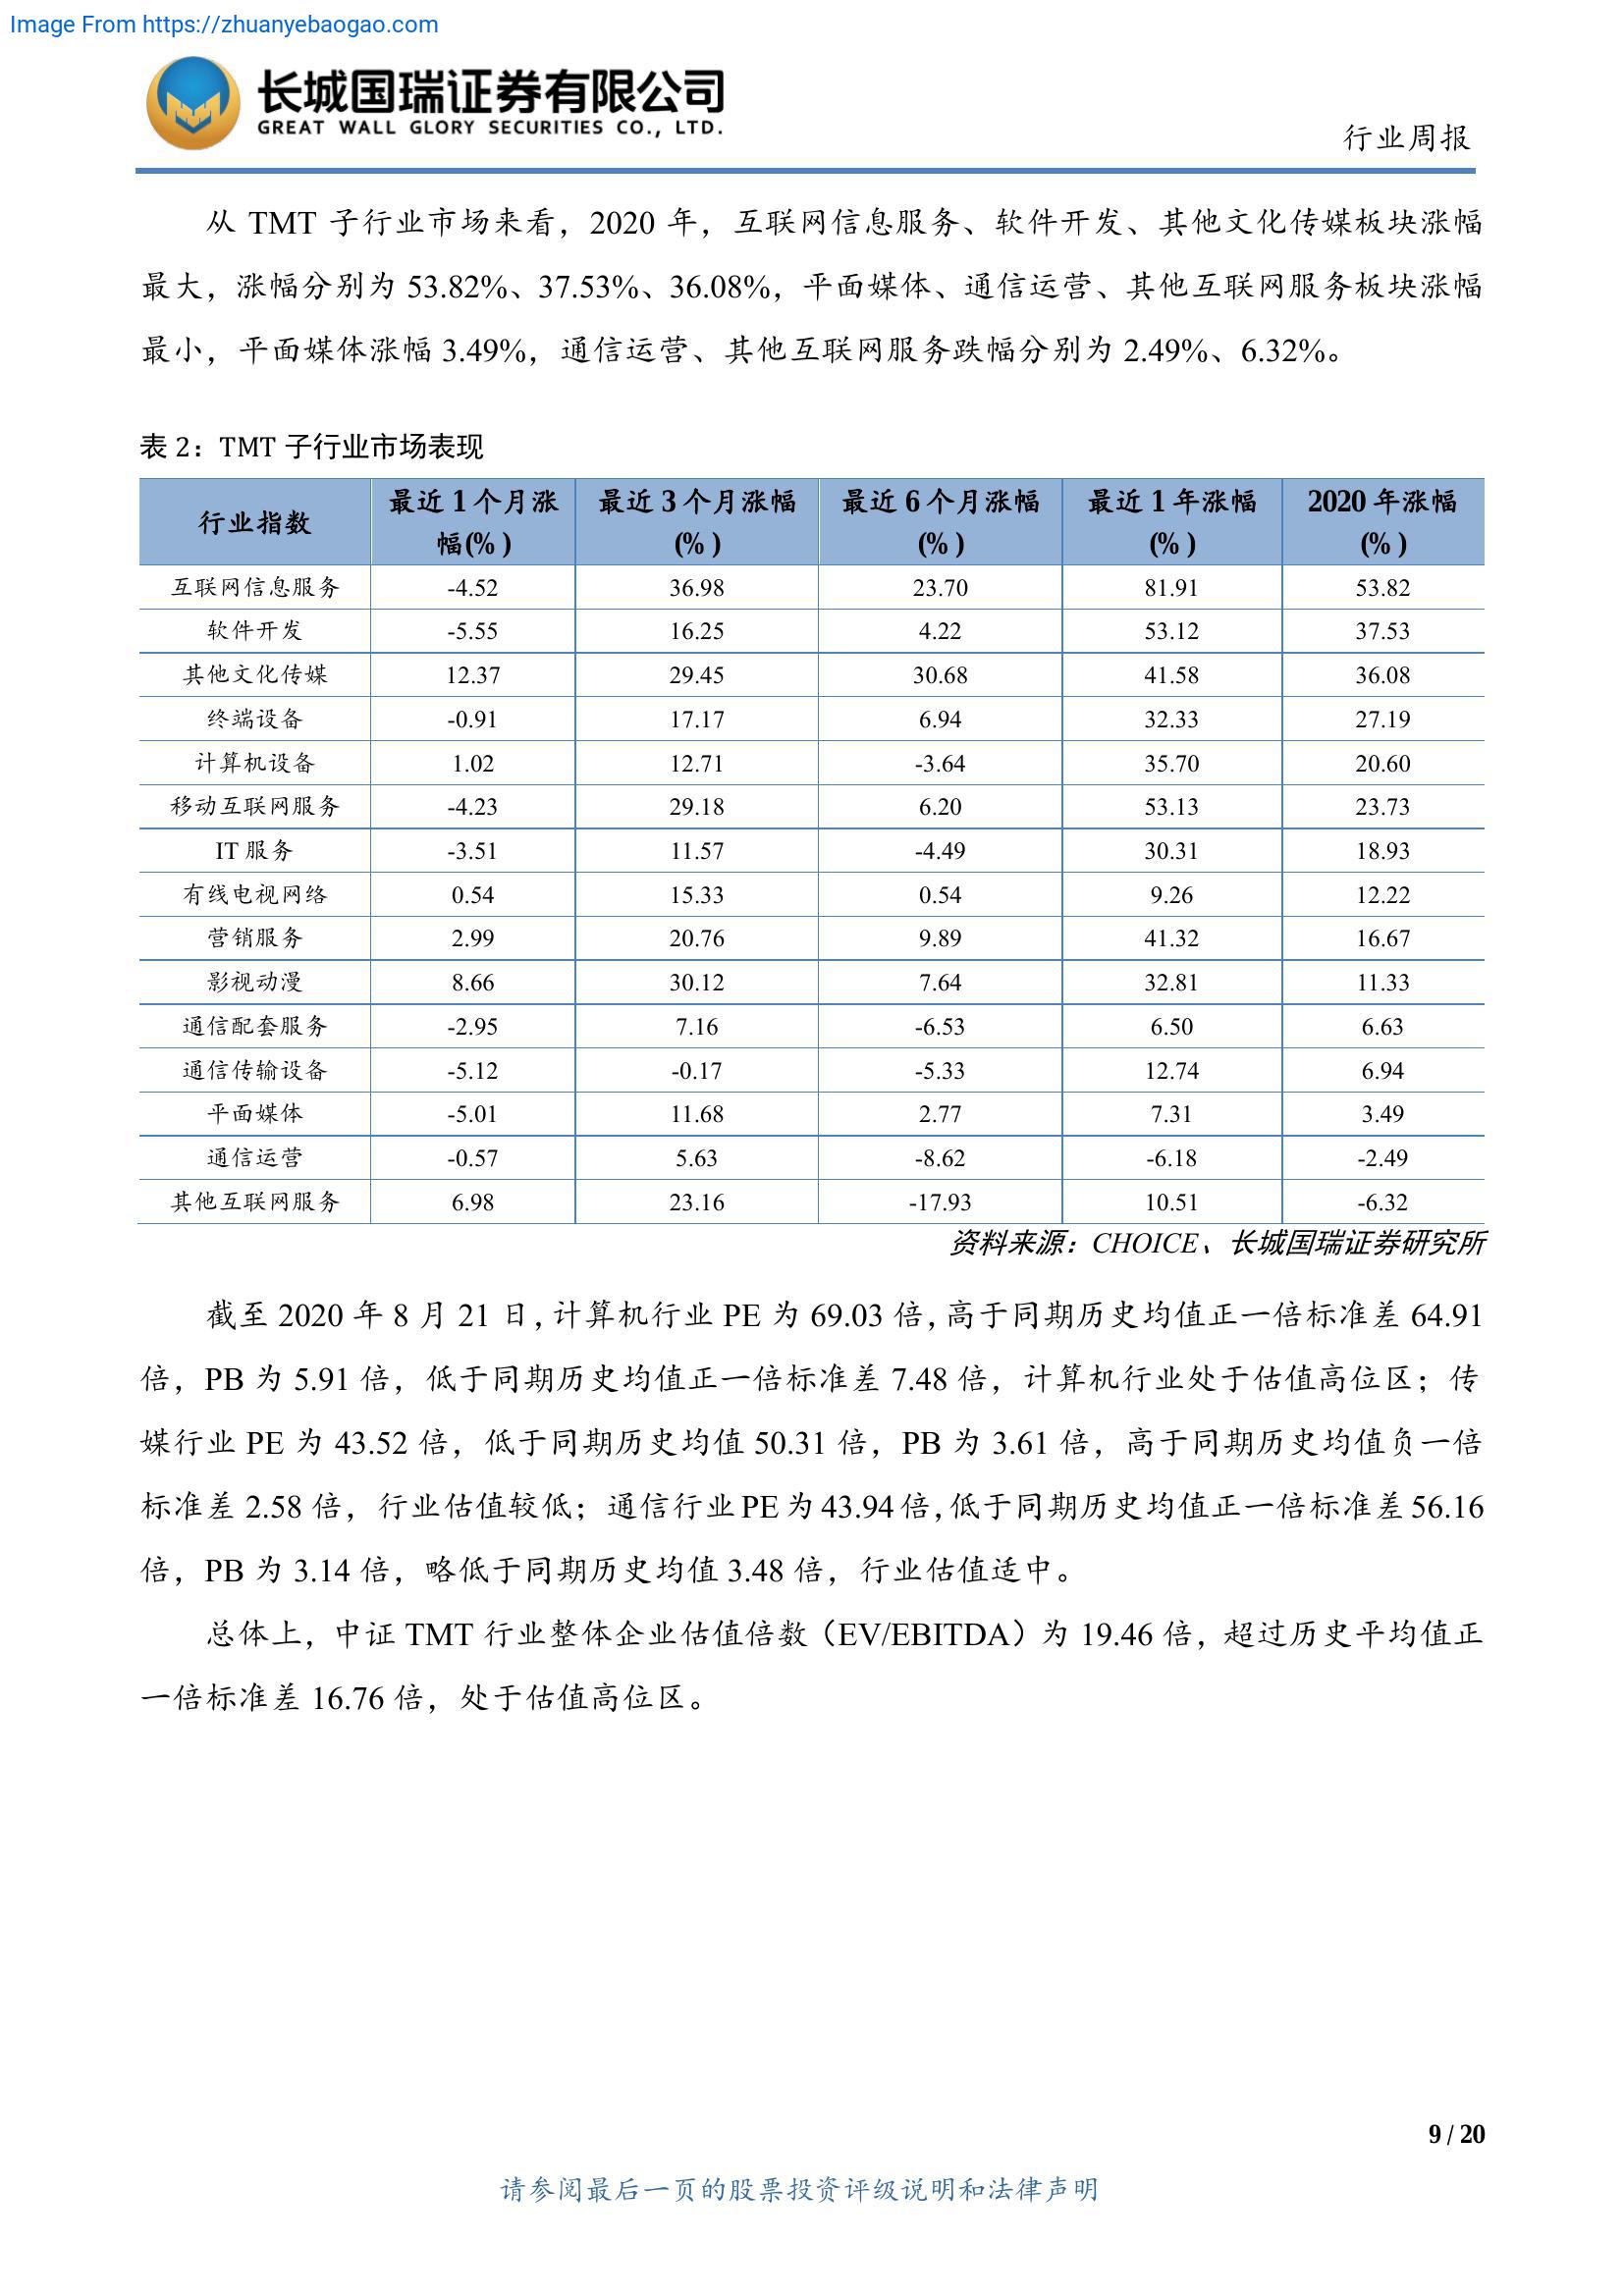 Image From https://zhuanyebaogao.com
长城国瑞证券有限公司
GREAT WALL GLORY SECURITIES CO., LTD.
行业周报
从 TMT 子行业市场来看，2020 年，互联网信息服务、软件开发、其他文化传媒板块涨幅
最大，涨幅分别为 53.82%、37.53%、36.08%，平面媒体、通信运营、其他互联网服务板块涨幅
最小，平面媒体涨幅 3.49%，通信运营、其他互联网服务跌幅分别为 2.49%、6.32%。
表 2：TMT 子行业市场表现
行业指数 最近 1 个月涨幅(%) 最近 3 个月涨幅(%) 最近 6 个月涨幅(%) 最近 1 年涨幅(%) 2020 年涨幅(%)
互联网信息服务 -4.52 36.98 23.70 81.91 53.82
软件开发 -5.55 16.25 4.22 53.12 37.53
其他文化传媒 12.37 29.45 30.68 41.58 36.08
终端设备 -0.91 17.17 6.94 32.33 27.19
计算机设备 1.02 12.71 -3.64 35.70 20.60
移动互联网服务 -4.23 29.18 6.20 53.13 23.73
IT 服务 -3.51 11.57 -4.49 30.31 18.93
有线电视网络 0.54 15.33 0.54 9.26 12.22
营销服务 2.99 20.76 9.89 41.32 16.67
影视动漫 8.66 30.12 7.64 32.81 11.33
通信配套服务 -2.95 7.16 -6.53 6.50 6.63
通信传输设备 -5.12 -0.17 -5.33 12.74 6.94
平面媒体 -5.01 11.68 2.77 7.31 3.49
通信运营 -0.57 5.63 -8.62 -6.18 -2.49
其他互联网服务 6.98 23.16 -17.93 10.51 -6.32
资料来源：CHOICE、长城国瑞证券研究所
截至 2020 年 8 月 21 日，计算机行业 PE 为 69.03 倍，高于同期历史均值正一倍标准差 64.91
倍，PB 为 5.91 倍，低于同期历史均值正一倍标准差 7.48 倍，计算机行业处于估值高位区；传
媒行业 PE 为 43.52 倍，低于同期历史均值 50.31 倍，PB 为 3.61 倍，高于同期历史均值负一倍
标准差 2.58 倍，行业估值较低；通信行业 PE 为 43.94 倍，低于同期历史均值正一倍标准差 56.16
倍，PB 为 3.14 倍，略低于同期历史均值 3.48 倍，行业估值适中。
总体上，中证 TMT 行业整体企业估值倍数（EV/EBITDA）为 19.46 倍，超过历史平均值正
一倍标准差 16.76 倍，处于估值高位区。
9 / 20
请参阅最后一页的股票投资评级说明和法律声明